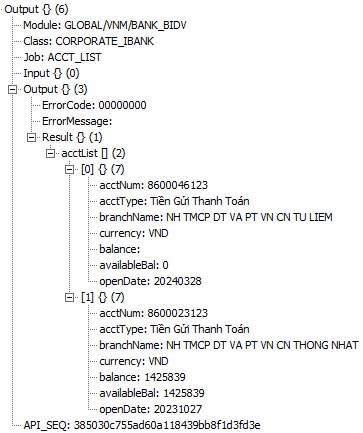 Output {} (6)
Module: GLOBAL/VNM/BANK_BIDV
Class: CORPORATE_IBANK
Job: ACCT_LIST
Input {} (0)
Output {} (3)
ErrorCode: 00000000
ErrorMessage:
Result {} (1)
acctList [] (2)
[0] {} (7)
acctNum: 8600046123
acctType: Tiền Gửi Thanh Toán
branchName: NH TMCP DT VA PT VN CN TU LIEM
currency: VND
balance:
availableBal: 0
openDate: 20240328
[1] {} (7)
acctNum: 8600023123
acctType: Tiền Gửi Thanh Toán
branchName: NH TMCP DT VA PT VN CN THONG NHAT
currency: VND
balance: 1425839
availableBal: 1425839
openDate: 20231027
API_SEQ: 385030c755ad60a118439bb8f1d3fd3e